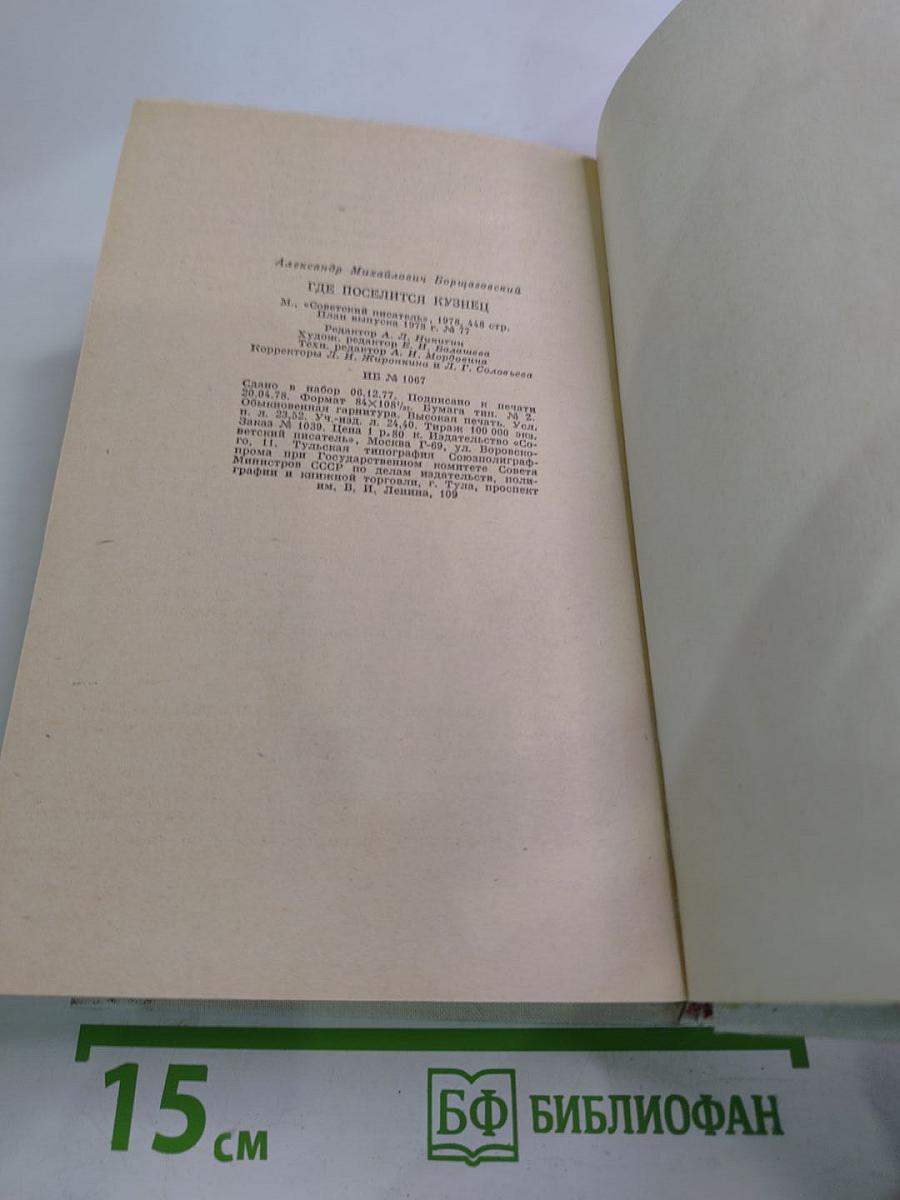 Александр Михайлович Борщаговский
ГДЕ ПОСЕЛИТСЯ КУЗНЕЦ
М., «Советский писатель», 1978, 448 стр.
План выпуска 1978 г. № 77
Редактор А. Л. Никитин
Худож. редактор Е. И. Балашева
Техн. редактор А. И. Мордовина
Корректоры Л. И. Жиронкина и Л. Г. Соловьева
ИБ № 1067
Сдано в набор 06.12.77. Подписано к печати
20.04.78. Формат 84×108¹/₃₂. Бумага тип. № 2.
Обыкновенная гарнитура. Высокая печать. Усл.
п. л. 23,52. Уч.-изд. л. 24,40. Тираж 100 000 экз.
Заказ № 1039. Цена 1 р. 80 к. Издательство «Со-
ветский писатель», Москва Г-69, ул. Воровско-
го, 11. Тульская типография Союзполиграф-
прома при Государственном комитете Совета
Министров СССР по делам издательств, поли-
графии и книжной торговли, г. Тула, проспект
им. В. И. Ленина, 109
15 см
БФ БИБЛИОФАН